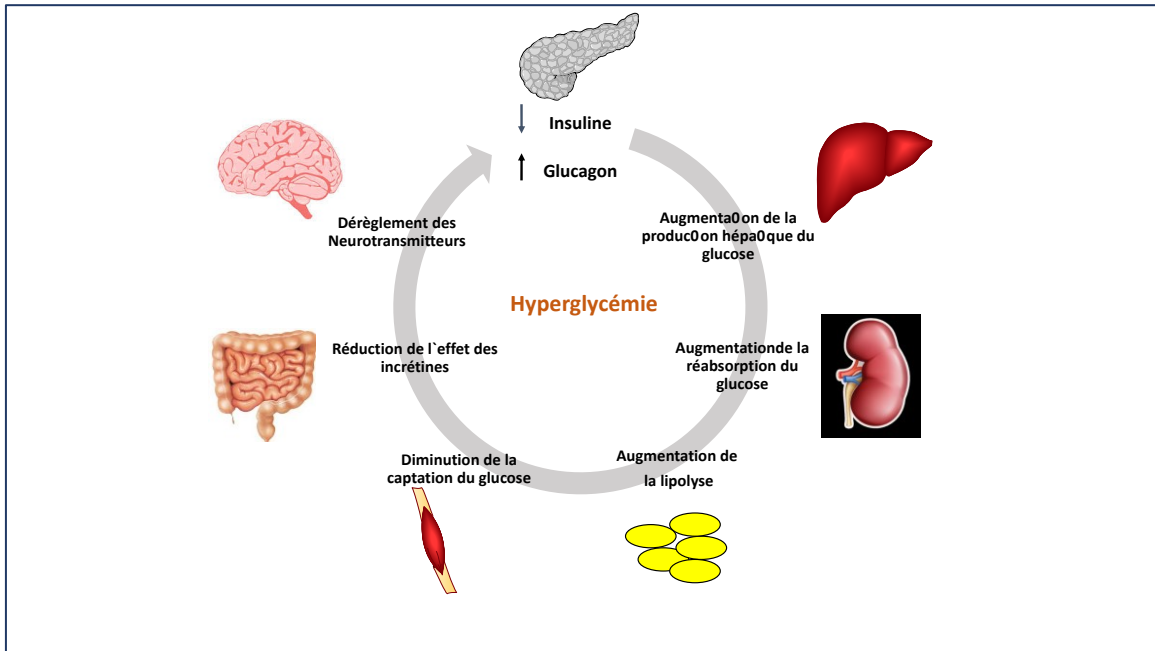 Insuline
Glucagon
Augmenta0on de la
produc0on hépa0que du
glucose
Dérèglement des
Neurotransmitteurs
Hyperglycémie
Réduction de l`effet des
incrétines
Augmentationde la
réabsorption du
glucose
Diminution de la
captation du glucose
Augmentation de
la lipolyse